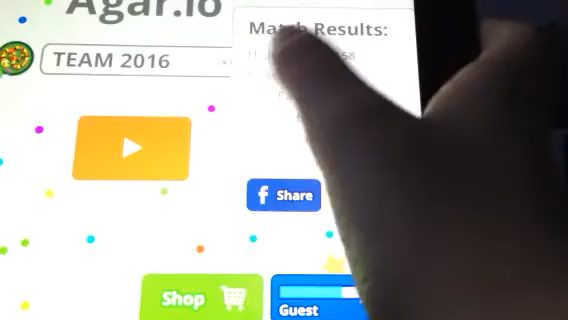 Agar.io
Match Results:
TEAM 2016
Share
Shop
Guest